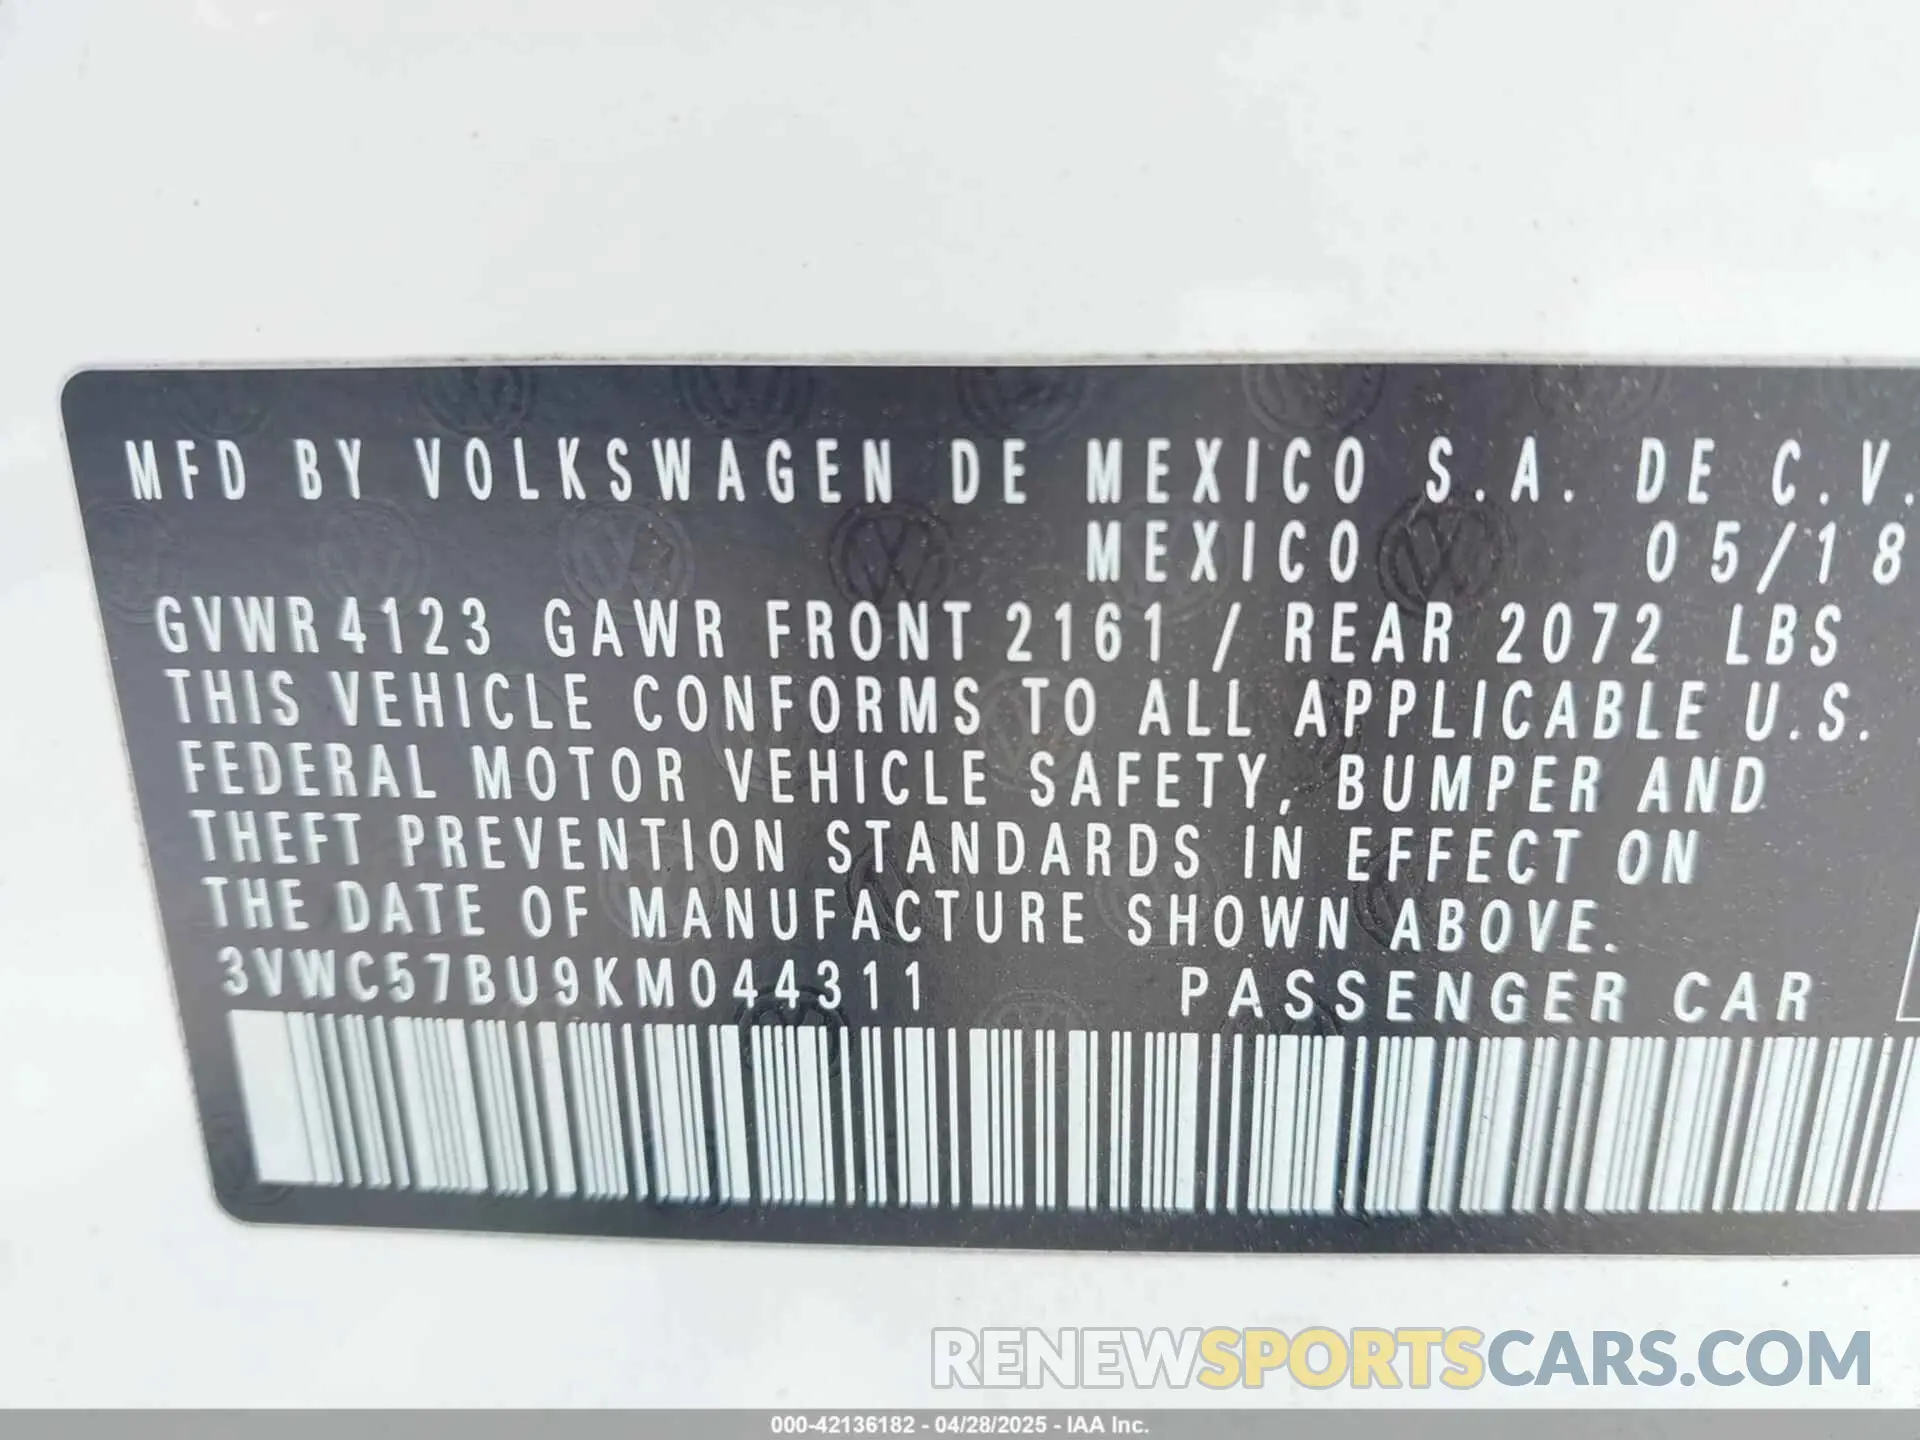 MFD BY VOLKSWAGEN DE MEXICO S.A. DE C.V.
MEXICO 05/18
GVWR 4123 GAWR FRONT 2161 / REAR 2072 LBS
THIS VEHICLE CONFORMS TO ALL APPLICABLE U.S.
FEDERAL MOTOR VEHICLE SAFETY, BUMPER AND
THEFT PREVENTION STANDARDS IN EFFECT ON
THE DATE OF MANUFACTURE SHOWN ABOVE.
3VWC57BU9KM044311 PASSENGER CAR
RENEWSPORTSCARS.COM
000-42136182 - 04/28/2025 - IAA Inc.